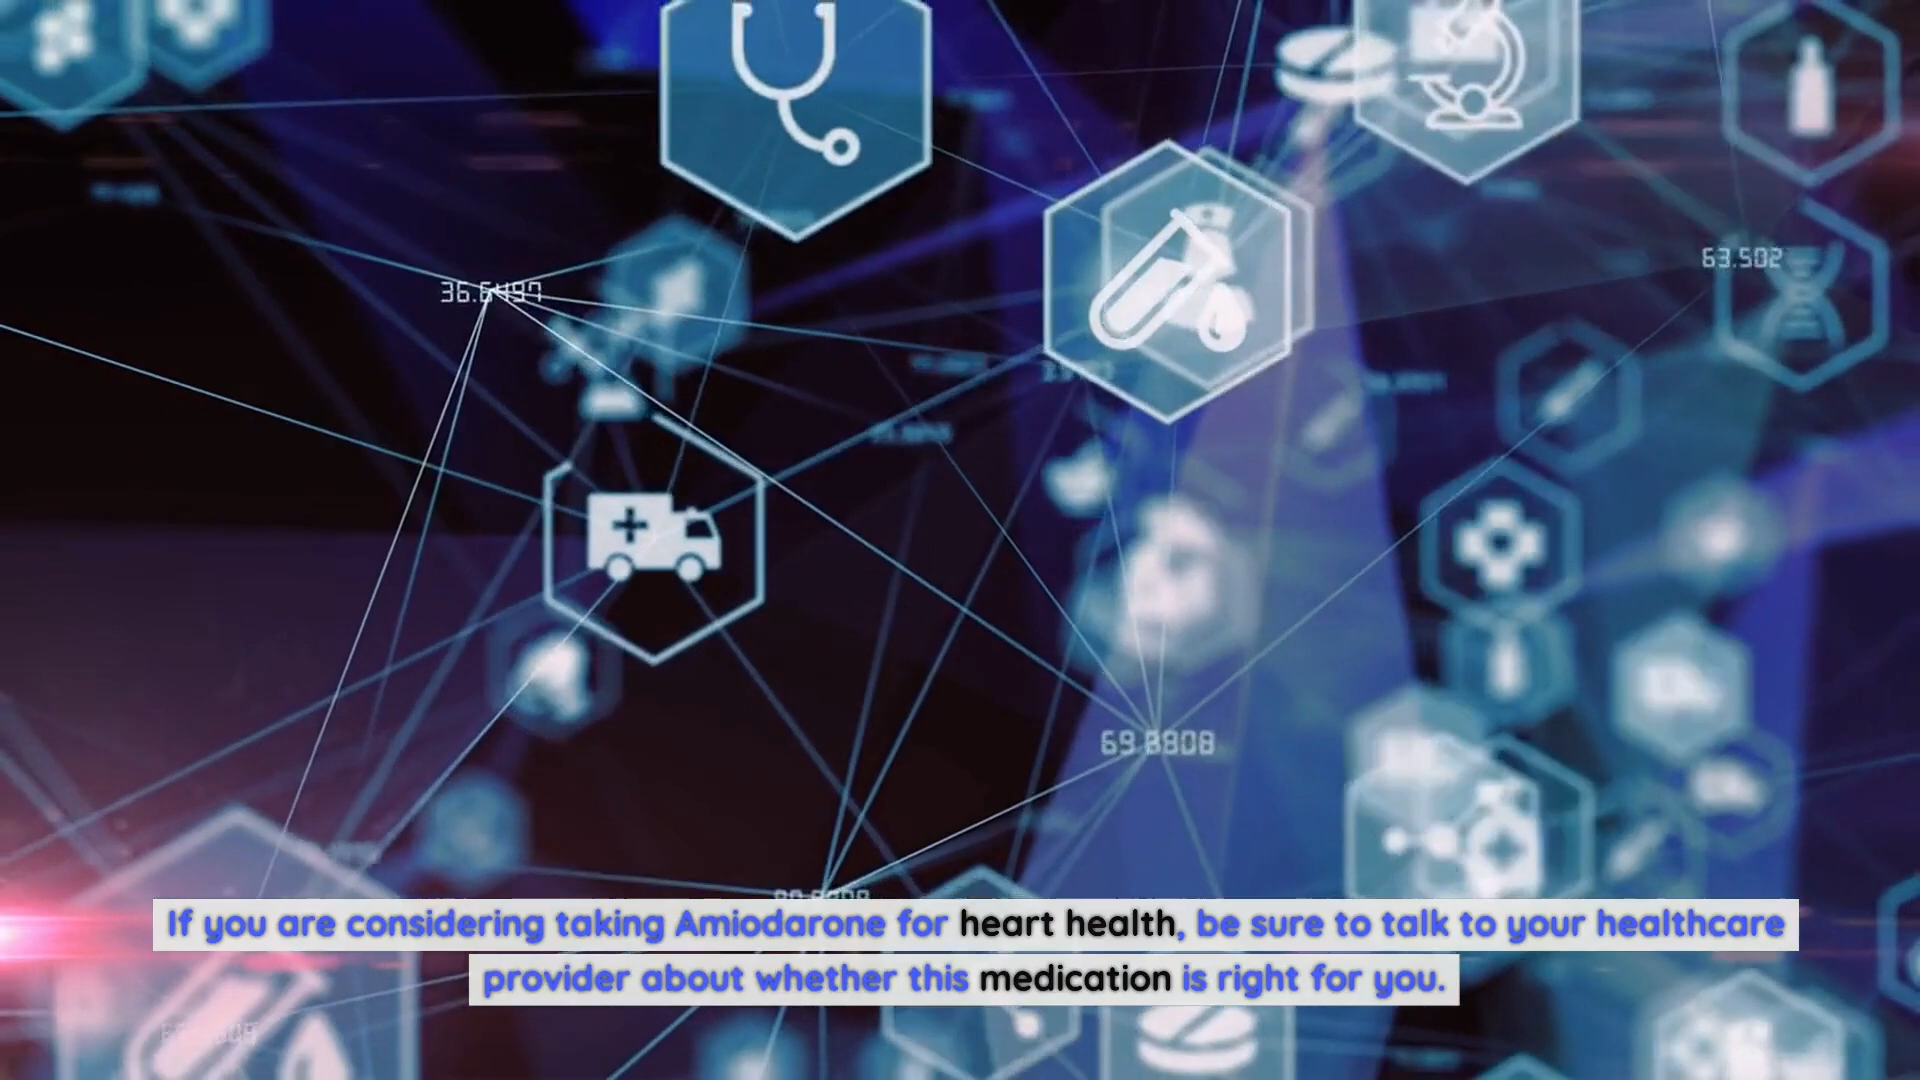 63.502
36.6497
69.8808
If you are considering taking Amiodarone for heart health, be sure to talk to your healthcare
provider about whether this medication is right for you.